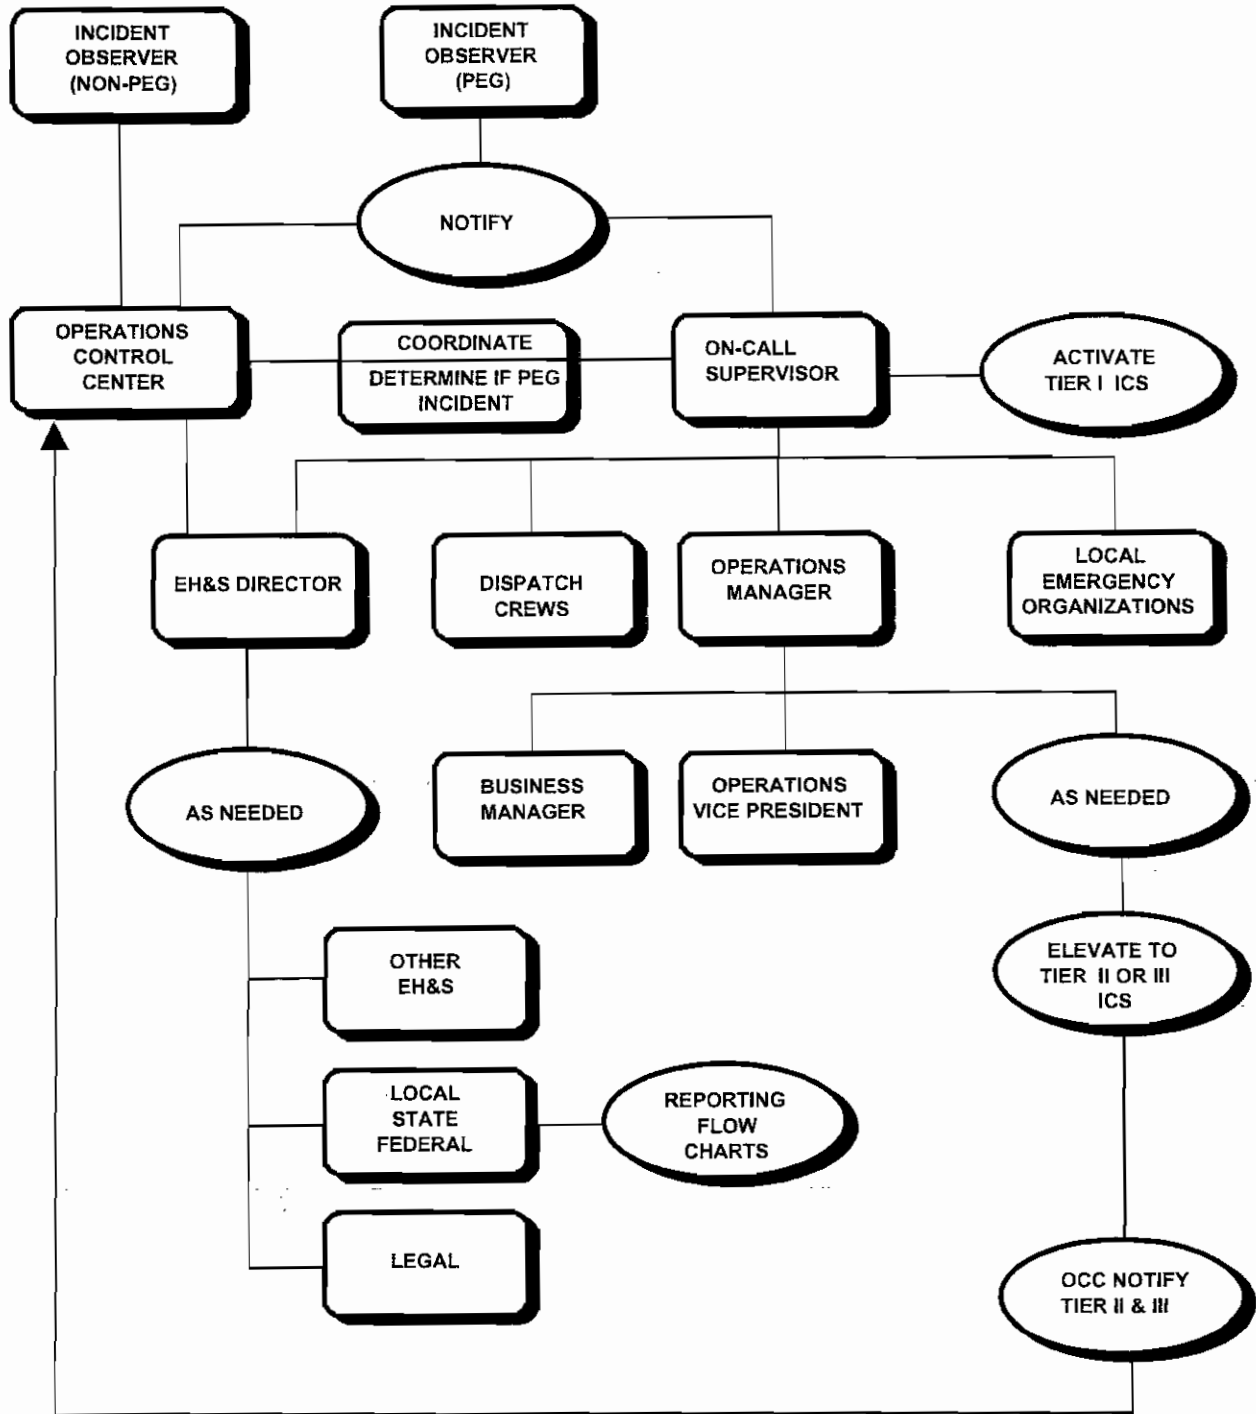 INCIDENT
OBSERVER
(NON-PEG)
INCIDENT
OBSERVER
(PEG)
NOTIFY
OPERATIONS
CONTROL
CENTER
COORDINATE
DETERMINE IF PEG
INCIDENT
ON-CALL
SUPERVISOR
ACTIVATE
TIER I ICS
EH&S DIRECTOR
DISPATCH
CREWS
OPERATIONS
MANAGER
LOCAL
EMERGENCY
ORGANIZATIONS
AS NEEDED
BUSINESS
MANAGER
OPERATIONS
VICE PRESIDENT
AS NEEDED
OTHER
EH&S
ELEVATE TO
TIER II OR III
ICS
LOCAL
STATE
FEDERAL
REPORTING
FLOW
CHARTS
LEGAL
OCC NOTIFY
TIER II & III